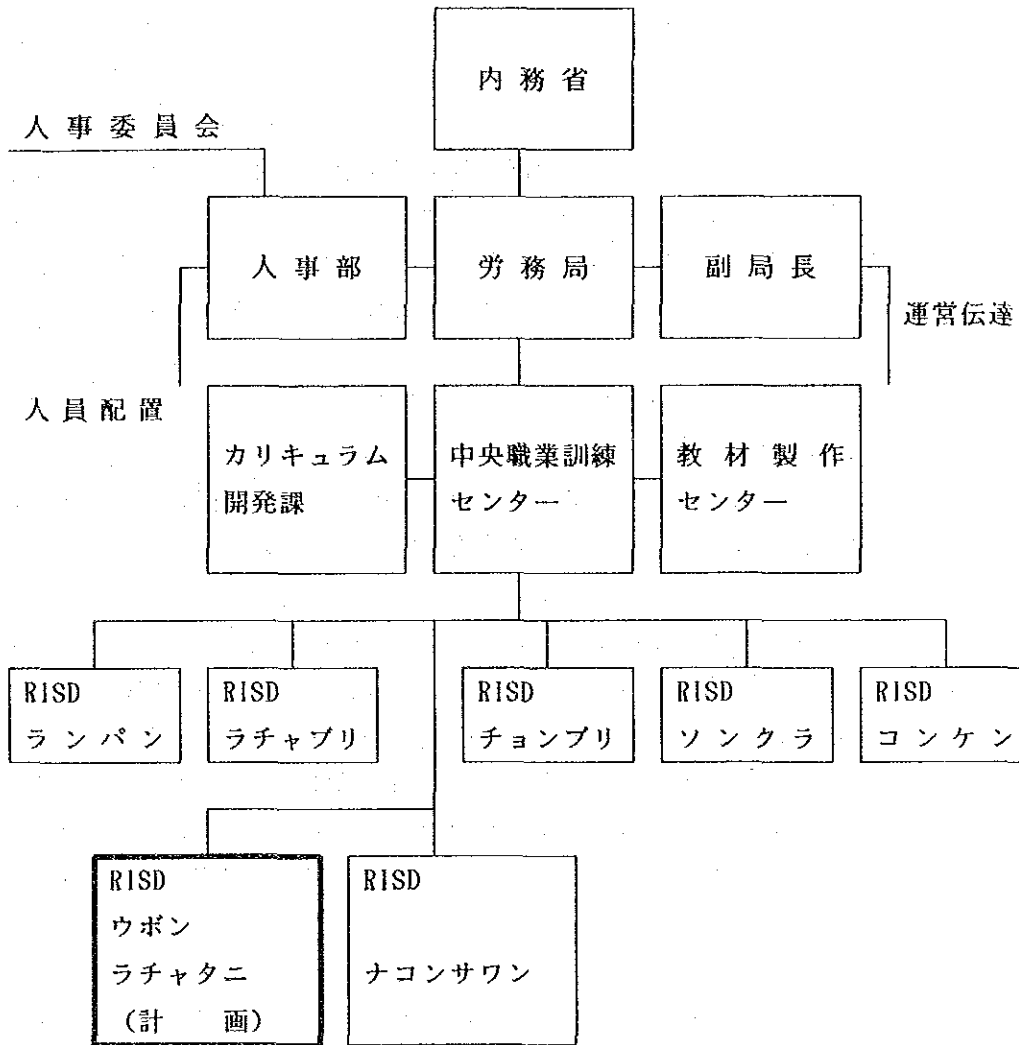 内務省
人事委員会
人事部
労務局
副局長
運営伝達
人員配置
カリキュラム
開発課
中央職業訓練
センター
教材製作
センター
RISD
ランパン
RISD
ラチャブリ
RISD
チョンブリ
RISD
ソンクラ
RISD
コンケン
RISD
ウボン
ラチャタニ
(計 画)
RISD
ナコンサワン